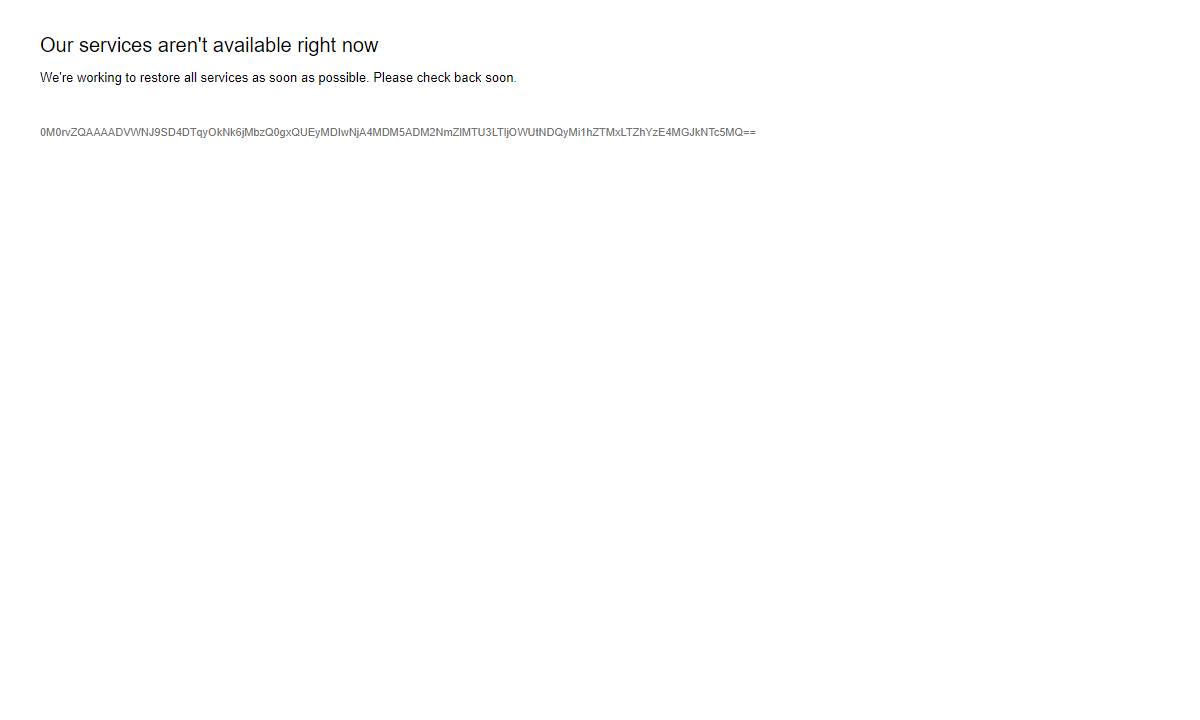 Our services aren't available right now
We're working to restore all services as soon as possible. Please check back soon.
0M0rvZQAAAADVWNJ9SD4DTqyOkNk6jMbzQ0gxQUEyMDIwNjA4MDM5ADM2NmZlMTU3LTljOWUtNDQyMi1hZTMxLTZhYzE4MGJkNTc5MQ==